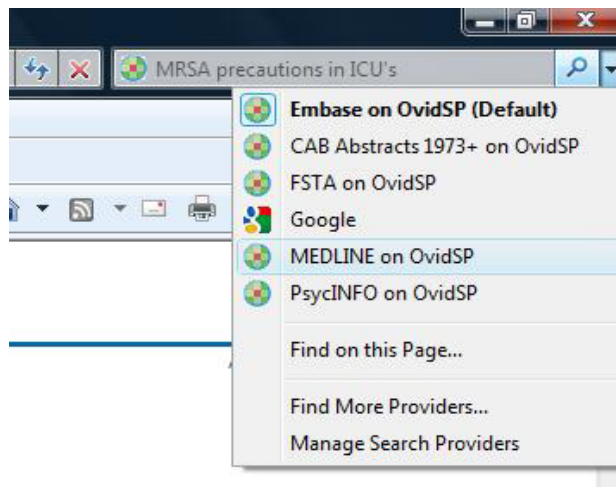 MRSA precautions in ICU's
Embase on OvidSP (Default)
CAB Abstracts 1973+ on OvidSP
FSTA on OvidSP
Google
MEDLINE on OvidSP
PsycINFO on OvidSP
Find on this Page...
Find More Providers...
Manage Search Providers